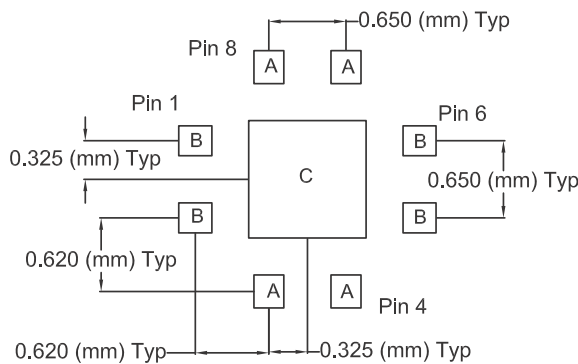 0.650 (mm) Typ
Pin 8
A A
Pin 1
Pin 6
B B
0.325 (mm) Typ
C
0.650 (mm) Typ
B B
0.620 (mm) Typ
A A
Pin 4
0.620 (mm) Typ 0.325 (mm) Typ